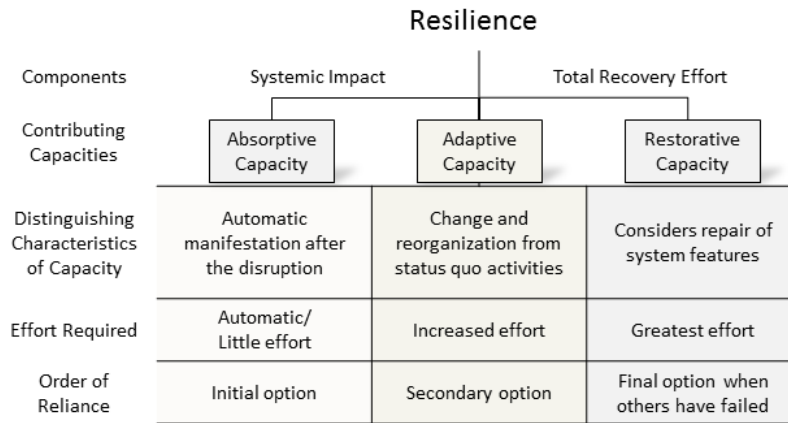 Resilience
Components
Systemic Impact
Total Recovery Effort
Contributing
Capacities
Absorptive
Capacity
Adaptive
Capacity
Restorative
Capacity
Distinguishing
Characteristics
of Capacity
Automatic
manifestation after
the disruption
Change and
reorganization from
status quo activities
Considers repair of
system features
Effort Required
Automatic/
Little effort
Increased effort
Greatest effort
Order of
Reliance
Initial option
Secondary option
Final option when
others have failed